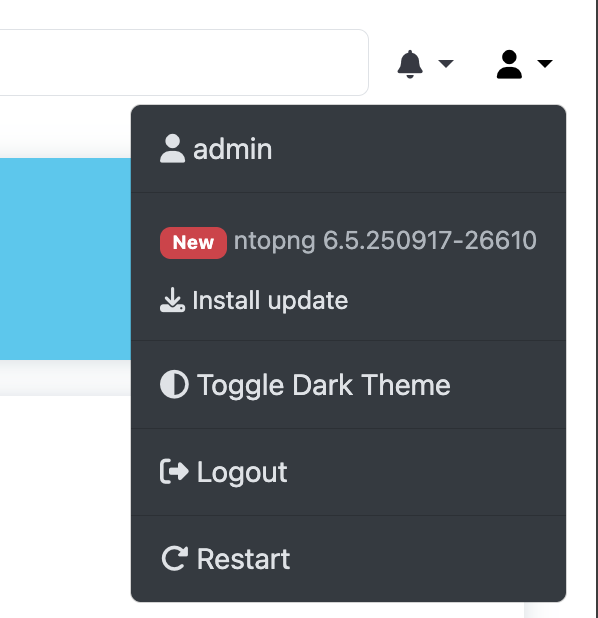 admin
New ntopng 6.5.250917-26610
Install update
Toggle Dark Theme
Logout
Restart